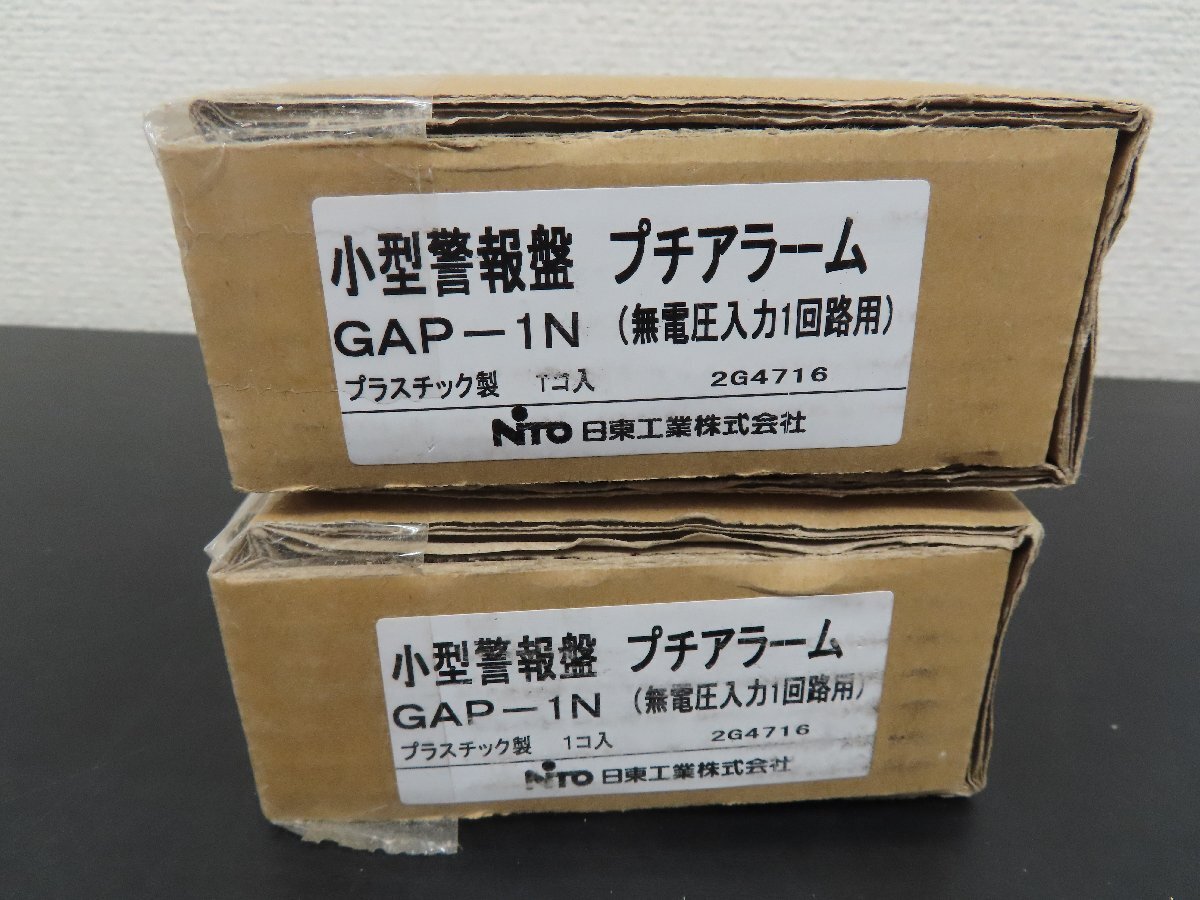 小型警報盤 プチアラーム
GAP-1N (無電圧入力1回路用)
プラスチック製 1コ入 2G4716
NITO 日東工業株式会社
小型警報盤 プチアラーム
GAP-1N (無電圧入力1回路用)
プラスチック製 1コ入 2G4716
NITO 日東工業株式会社